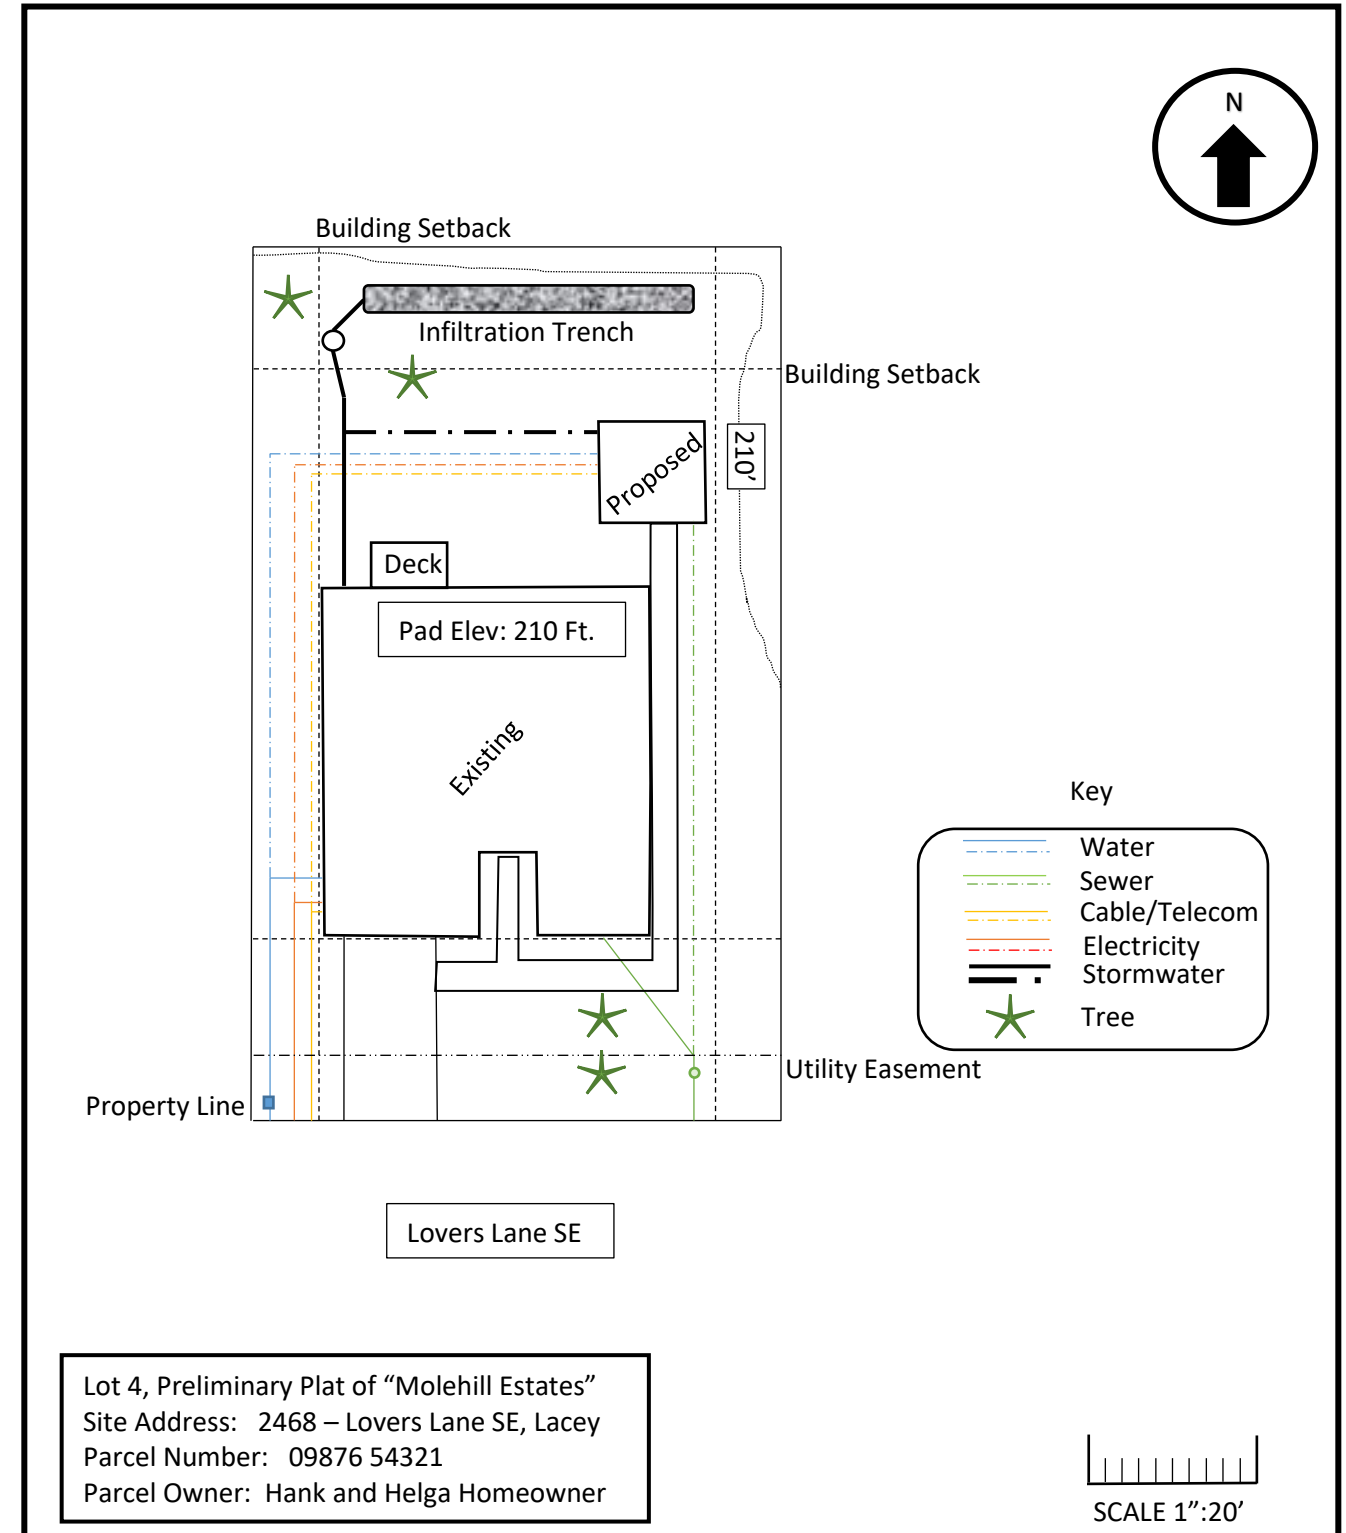 N
Building Setback
Infiltration Trench
Building Setback
210’
Proposed
Deck
Pad Elev: 210 Ft.
Existing
Key
Water
Sewer
Cable/Telecom
Electricity
Stormwater
Tree
Utility Easement
Property Line
Lovers Lane SE
Lot 4, Preliminary Plat of “Molehill Estates”
Site Address: 2468 – Lovers Lane SE, Lacey
Parcel Number: 09876 54321
Parcel Owner: Hank and Helga Homeowner
SCALE 1”:20’